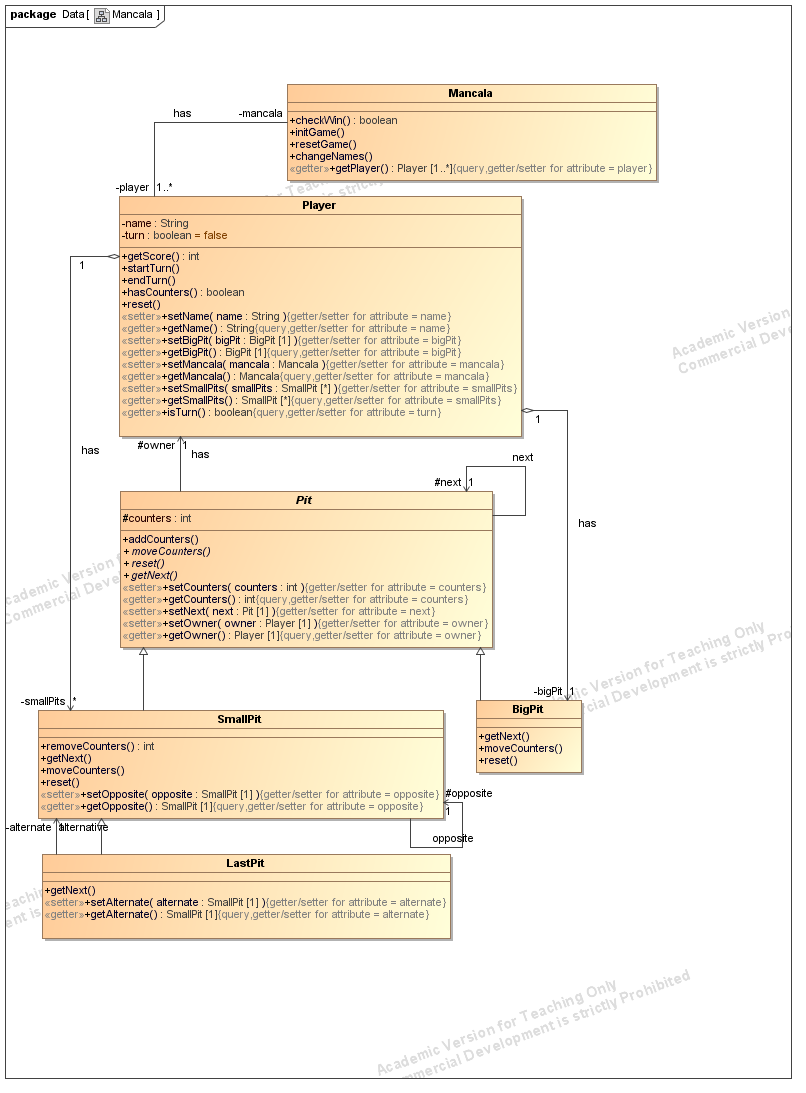 package Data [ Mancala ]
Mancala
+checkWin() : boolean
+initGame()
+resetGame()
+changeNames()
«getter»+getPlayer() : Player [1..*]{query,getter/setter for attribute = player}
has
-mancala
-player
1..*
Player
-name : String
-turn : boolean = false
+getScore() : int
+startTurn()
+endTurn()
+hasCounters() : boolean
+reset()
«setter»+setName( name : String ){getter/setter for attribute = name}
«getter»+getName() : String{query,getter/setter for attribute = name}
«setter»+setBigPit( bigPit : BigPit [1] ){getter/setter for attribute = bigPit}
«getter»+getBigPit() : BigPit [1]{query,getter/setter for attribute = bigPit}
«setter»+setMancala( mancala : Mancala ){getter/setter for attribute = mancala}
«getter»+getMancala() : Mancala{query,getter/setter for attribute = mancala}
«setter»+setSmallPits( smallPits : SmallPit [*] ){getter/setter for attribute = smallPits}
«getter»+getSmallPits() : SmallPit [*]{query,getter/setter for attribute = smallPits}
«getter»+isTurn() : boolean{query,getter/setter for attribute = turn}
1
1
#owner
1
has
has
has
next
#next
1
Pit
#counters : int
+addCounters()
+ moveCounters()
+ reset()
+getNext()
«setter»+setCounters( counters : int ){getter/setter for attribute = counters}
«getter»+getCounters() : int{query,getter/setter for attribute = counters}
«setter»+setNext( next : Pit [1] ){getter/setter for attribute = next}
«setter»+setOwner( owner : Player [1] ){getter/setter for attribute = owner}
«getter»+getOwner() : Player [1]{query,getter/setter for attribute = owner}
-smallPits
*
-bigPit
1
SmallPit
+removeCounters() : int
+getNext()
+moveCounters()
+reset()
«setter»+setOpposite( opposite : SmallPit [1] ){getter/setter for attribute = opposite}
«getter»+getOpposite() : SmallPit [1]{query,getter/setter for attribute = opposite}
BigPit
+getNext()
+moveCounters()
+reset()
#opposite
1
opposite
-alternate
1
alternative
LastPit
+getNext()
«setter»+setAlternate( alternate : SmallPit [1] ){getter/setter for attribute = alternate}
«getter»+getAlternate() : SmallPit [1]{query,getter/setter for attribute = alternate}
Academic Version for Teaching Only
Commercial Development is strictly Prohibited